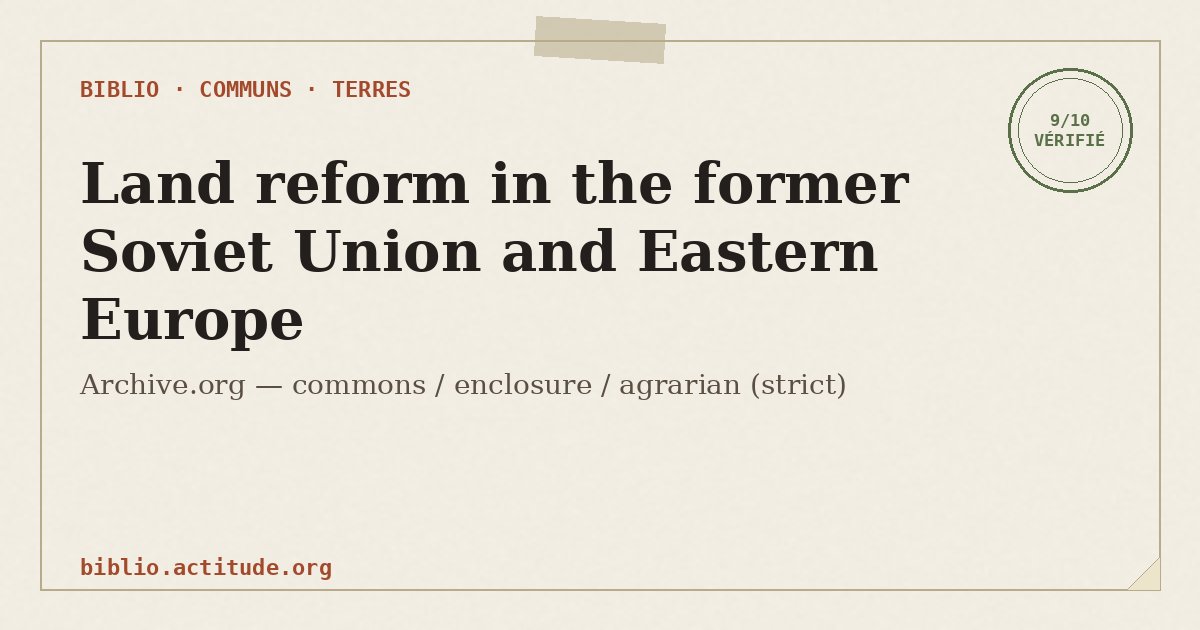 BIBLIO · COMMUNS · TERRES
9/10
VÉRIFIÉ
Land reform in the former
Soviet Union and Eastern
Europe
Archive.org — commons / enclosure / agrarian (strict)
biblio.actitude.org